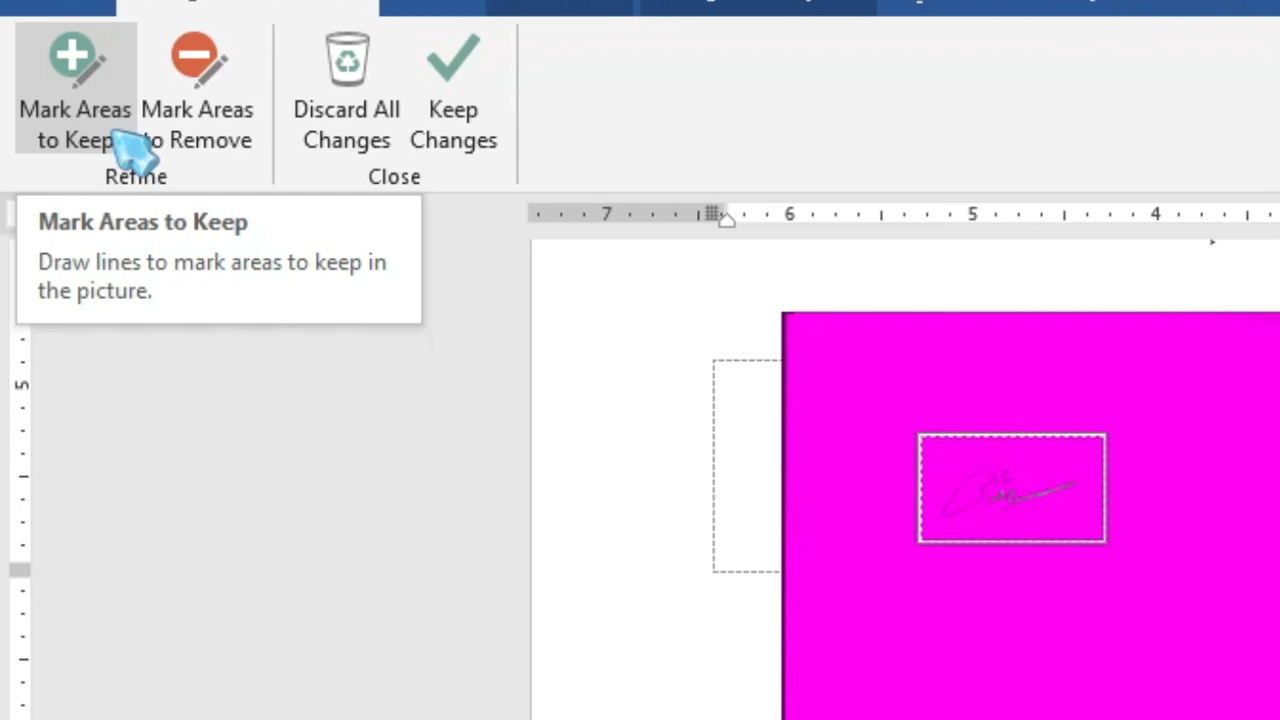 Mark Areas to Keep
Mark Areas to Remove
Discard All Changes
Keep Changes
Refine
Close
Mark Areas to Keep
Draw lines to mark areas to keep in
the picture.
7 6 5 4
5